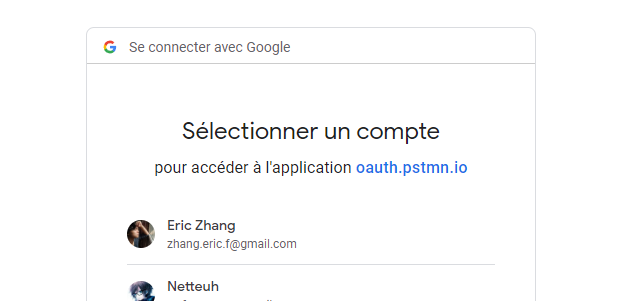 Se connecter avec Google
Sélectionner un compte
pour accéder à l'application oauth.pstmn.io
Eric Zhang
zhang.eric.f@gmail.com
Netteuh